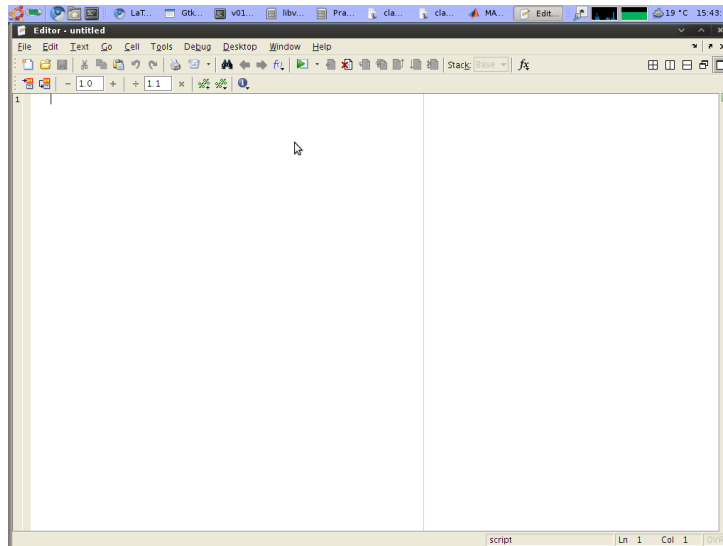 LaT... Gtk... v01... libv... Pra... cla... cla... MA... Edit... 19 °C 15:43:
Editor - untitled
File Edit Text Go Cell Tools Debug Desktop Window Help
Stack: Base fx
- 1.0 + ÷ 1.1 ×
1
script Ln 1 Col 1 OVR